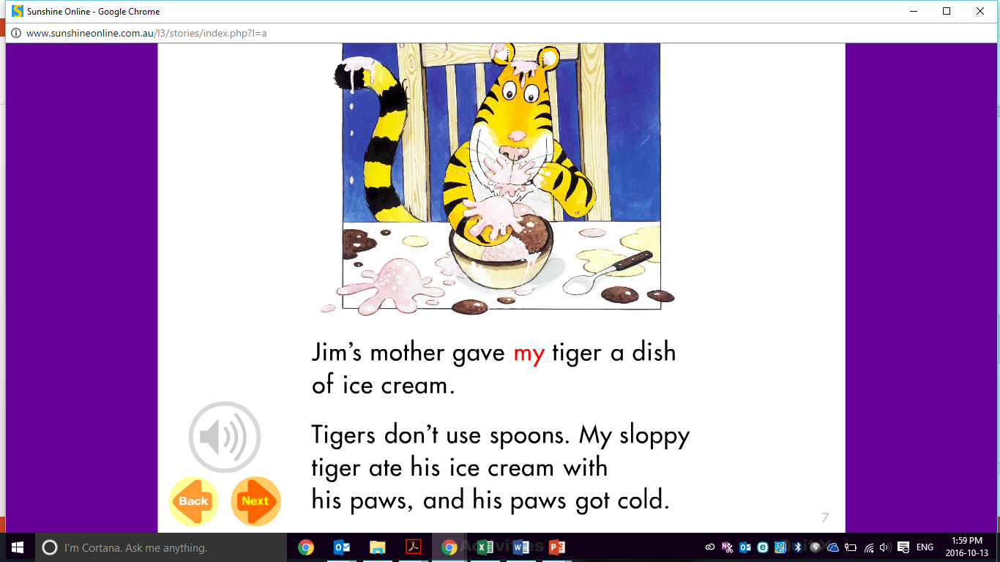 Sunshine Online - Google Chrome
www.sunshineonline.com.au/l3/stories/index.php?l=a
Jim's mother gave my tiger a dish
of ice cream.
Tigers don't use spoons. My sloppy
tiger ate his ice cream with
his paws, and his paws got cold.
Back
Next
7
I'm Cortana. Ask me anything.
ENG
1:59 PM
2016-10-13